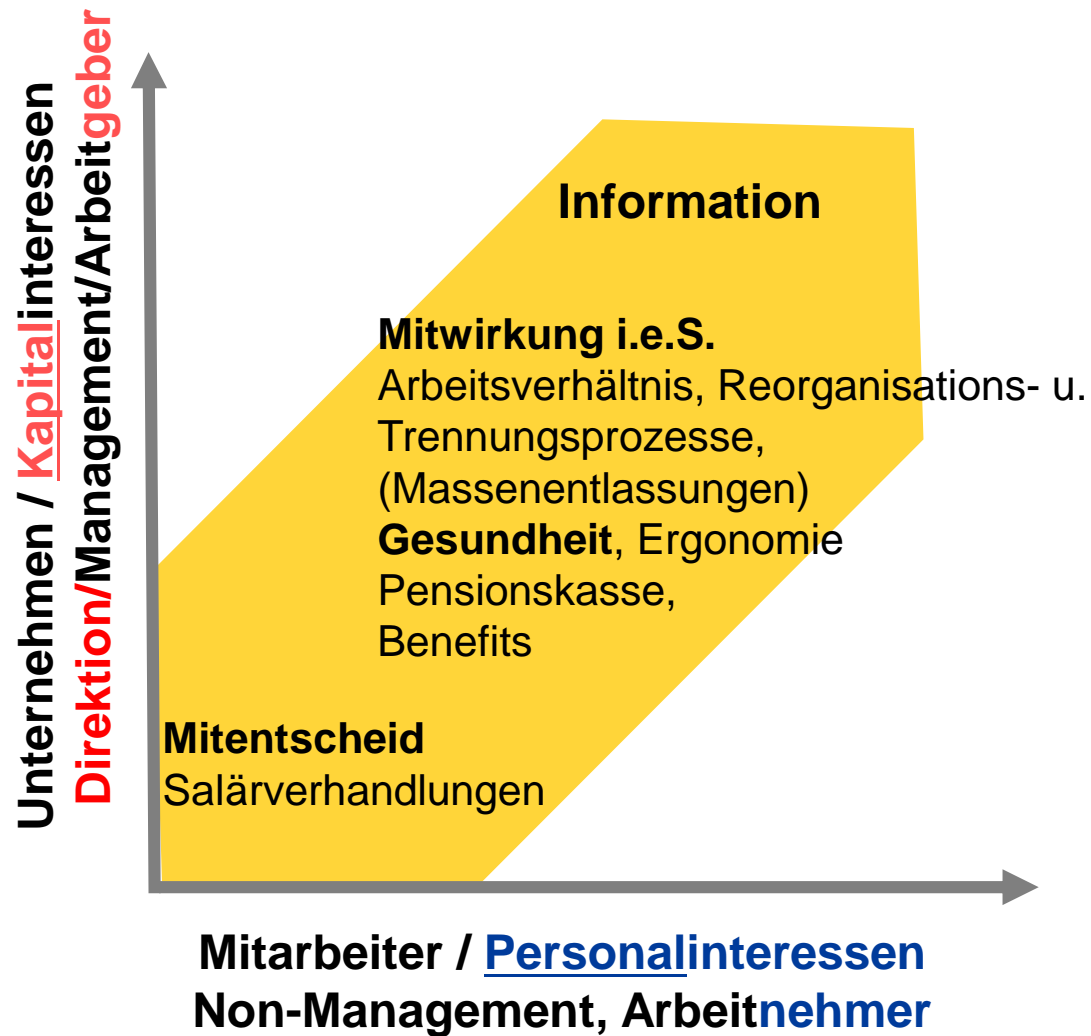 Unternehmen / Kapitalinteressen
Direktion/Management/Arbeitgeber
Information
Mitwirkung i.e.S.
Arbeitsverhältnis, Reorganisations- u.
Trennungsprozesse,
(Massenentlassungen)
Gesundheit, Ergonomie
Pensionskasse,
Benefits
Mitentscheid
Salärverhandlungen
Mitarbeiter / Personalinteressen
Non-Management, Arbeitnehmer